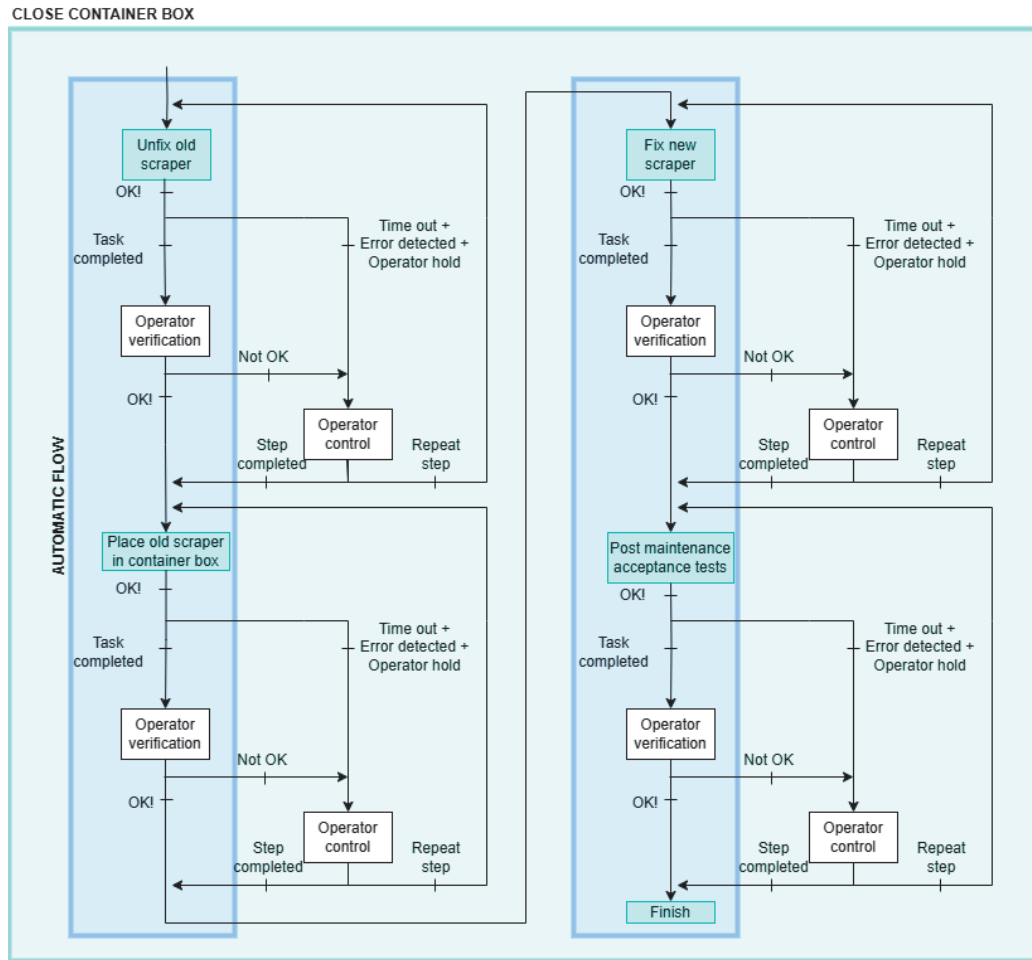 CLOSE CONTAINER BOX
AUTOMATIC FLOW
Unfix old
scraper
OK!
Task
completed
Time out +
Error detected +
Operator hold
Operator
verification
Not OK
OK!
Operator
control
Step
completed
Repeat
step
Place old scraper
in container box
OK!
Task
completed
Time out +
Error detected +
Operator hold
Operator
verification
Not OK
OK!
Operator
control
Step
completed
Repeat
step
Fix new
scraper
OK!
Task
completed
Time out +
Error detected +
Operator hold
Operator
verification
Not OK
OK!
Operator
control
Step
completed
Repeat
step
Post maintenance
acceptance tests
OK!
Task
completed
Time out +
Error detected +
Operator hold
Operator
verification
Not OK
OK!
Operator
control
Step
completed
Repeat
step
Finish